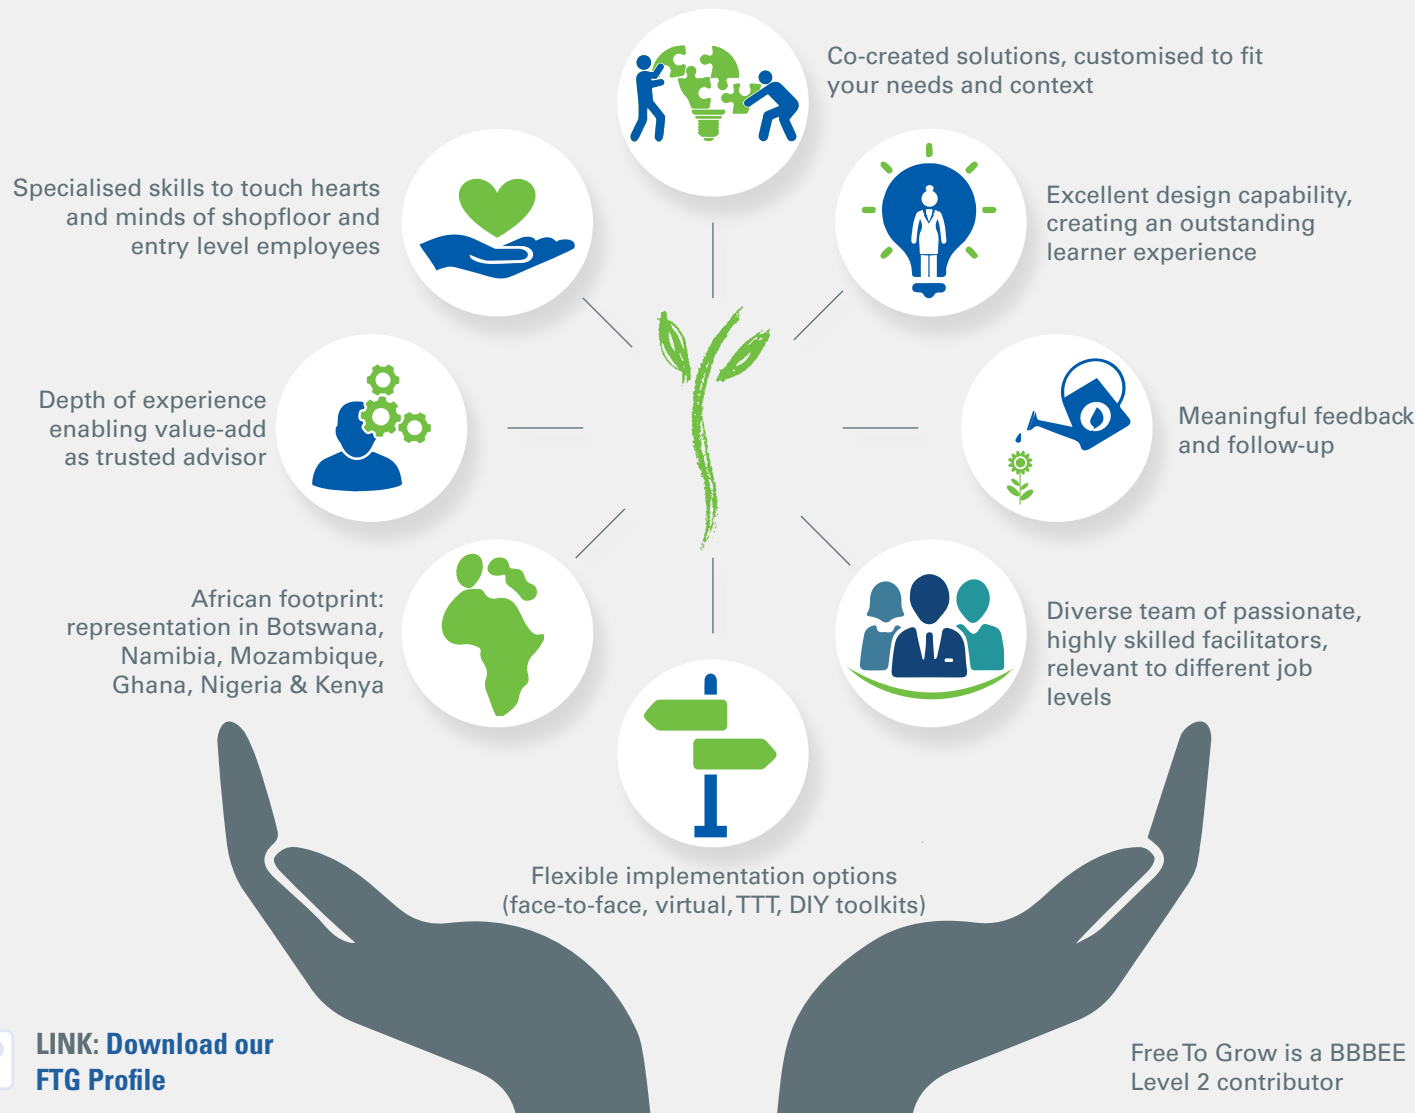 Co-created solutions, customised to fit
your needs and context
Specialised skills to touch hearts
and minds of shopfloor and
entry level employees
Excellent design capability,
creating an outstanding
learner experience
Depth of experience
enabling value-add
as trusted advisor
Meaningful feedback
and follow-up
African footprint:
representation in Botswana,
Namibia, Mozambique,
Ghana, Nigeria & Kenya
Diverse team of passionate,
highly skilled facilitators,
relevant to different job
levels
Flexible implementation options
(face-to-face, virtual, TTT, DIY toolkits)
LINK: Download our
FTG Profile
Free To Grow is a BBBEE
Level 2 contributor